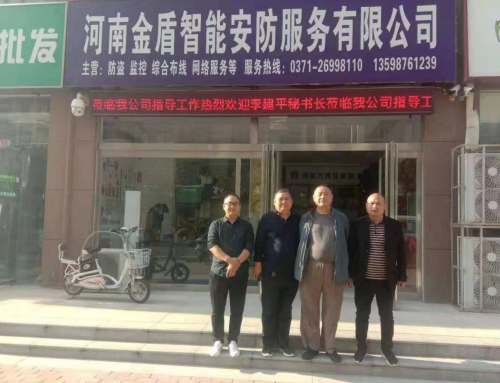 批发
河南金盾智能安防服务有限公司
主营：防盗 监控 综合布线 网络服务等 服务热线：0371-26998110 13598761239
莅临我公司指导工作热烈欢迎李建平秘书长莅临我公司指导工